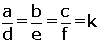 a/d = b/e = c/f = k